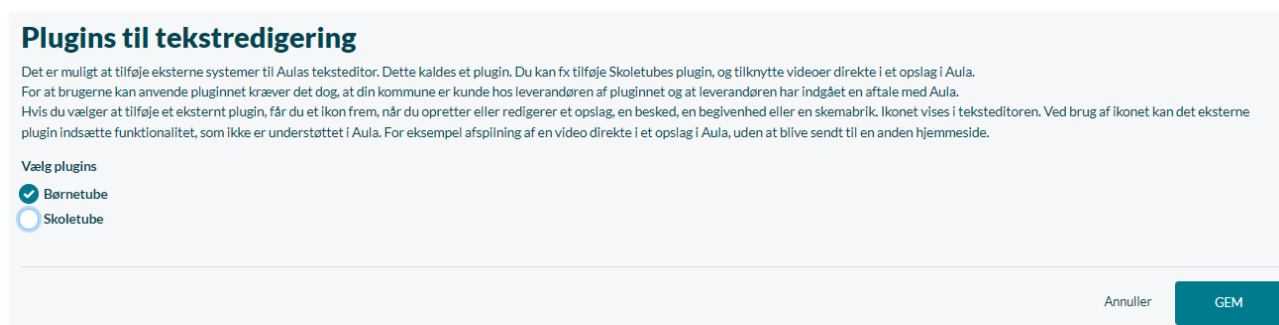 Plugins til tekstredigering
Det er muligt at tilføje eksterne systemer til Aulas teksteditor. Dette kaldes et plugin. Du kan fx tilføje Skoletubes plugin, og tilknytte videoer direkte i et opslag i Aula.
For at brugerne kan anvende pluginnet kræver det dog, at din kommune er kunde hos leverandøren af pluginnet og at leverandøren har indgået en aftale med Aula.
Hvis du vælger at tilføje et eksternt plugin, får du et ikon frem, når du opretter eller redigerer et opslag, en besked, en begivenhed eller en skemabrik. Ikonet vises i teksteditoren. Ved brug af ikonet kan det eksterne
plugin indsætte funktionalitet, som ikke er understøttet i Aula. For eksempel afspilning af en video direkte i et opslag i Aula, uden at blive sendt til en anden hjemmeside.
Vælg plugins
Børnetube
Skoletube
Annuller
GEM